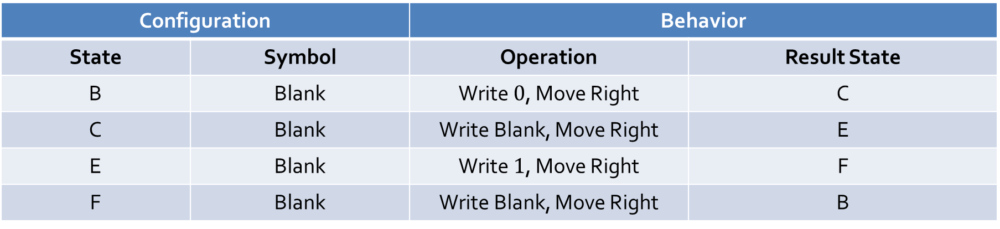 Configuration Behavior
State Symbol Operation Result State
B Blank Write 0, Move Right C
C Blank Write Blank, Move Right E
E Blank Write 1, Move Right F
F Blank Write Blank, Move Right B